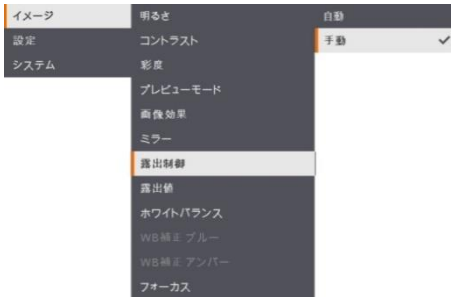 イメージ
設定
システム
明るさ
コントラスト
彩度
プレビューモード
画像効果
ミラー
露出制御
露出値
ホワイトバランス
WB補正 ブルー
WB補正 アンバー
フォーカス
自動
手動